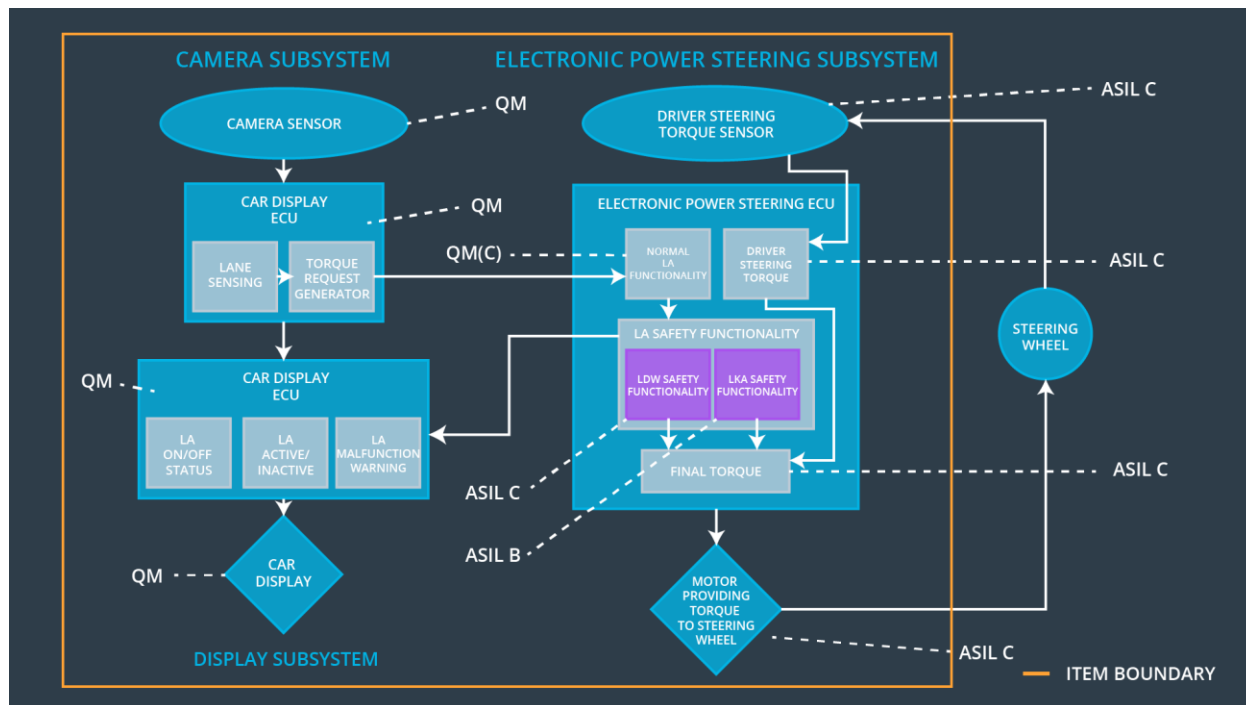 CAMERA SUBSYSTEM
ELECTRONIC POWER STEERING SUBSYSTEM
QM
ASIL C
CAMERA SENSOR
DRIVER STEERING
TORQUE SENSOR
CAR DISPLAY
ECU
QM
LANE
SENSING
TORQUE
REQUEST
GENERATOR
ELECTRONIC POWER STEERING ECU
QM(C)
NORMAL
LA
FUNCTIONALITY
DRIVER
STEERING
TORQUE
ASIL C
STEERING
WHEEL
LA SAFETY FUNCTIONALITY
LDW SAFETY
FUNCTIONALITY
LKA SAFETY
FUNCTIONALITY
QM
CAR DISPLAY
ECU
LA
ON/OFF
STATUS
LA
ACTIVE/
INACTIVE
LA
MALFUNCTION
WARNING
FINAL TORQUE
ASIL C
ASIL C
ASIL B
QM
CAR
DISPLAY
MOTOR
PROVIDING
TORQUE
TO STEERING
WHEEL
ASIL C
DISPLAY SUBSYSTEM
ITEM BOUNDARY